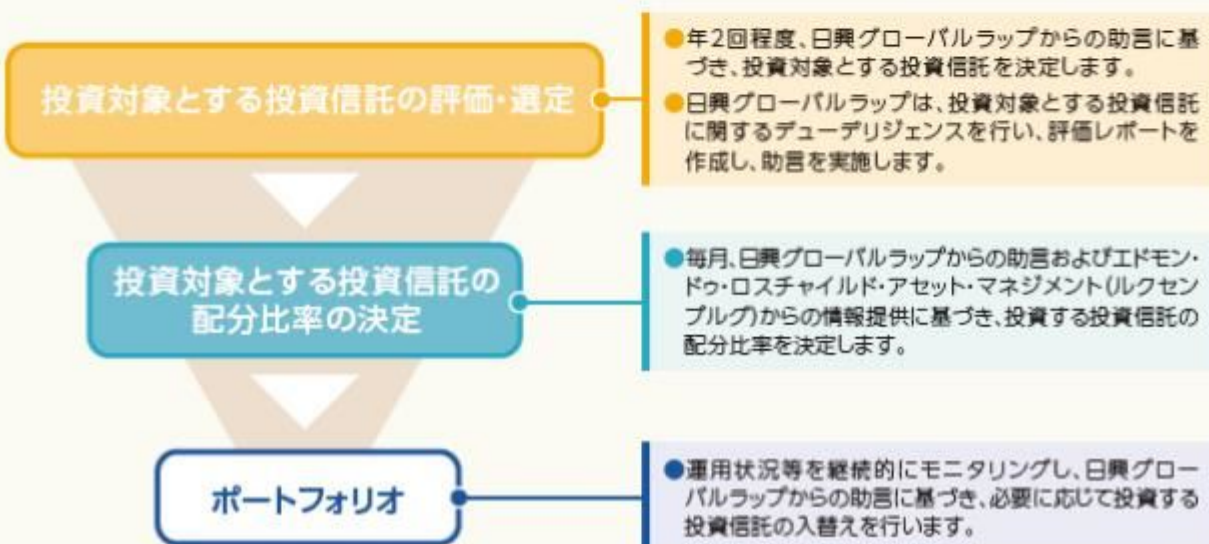 投資対象とする投資信託の評価・選定
●年2回程度、日興グローバルラップからの助言に基
づき、投資対象とする投資信託を決定します。
●日興グローバルラップは、投資対象とする投資信託
に関するデューデリジェンスを行い、評価レポートを
作成し、助言を実施します。
投資対象とする投資信託の
配分比率の決定
●毎月、日興グローバルラップからの助言およびエドモン・
ドゥ・ロスチャイルド・アセット・マネジメント(ルクセン
ブルグ)からの情報提供に基づき、投資する投資信託の
配分比率を決定します。
ポートフォリオ
●運用状況等を継続的にモニタリングし、日興グロー
バルラップからの助言に基づき、必要に応じて投資する
投資信託の入替えを行います。